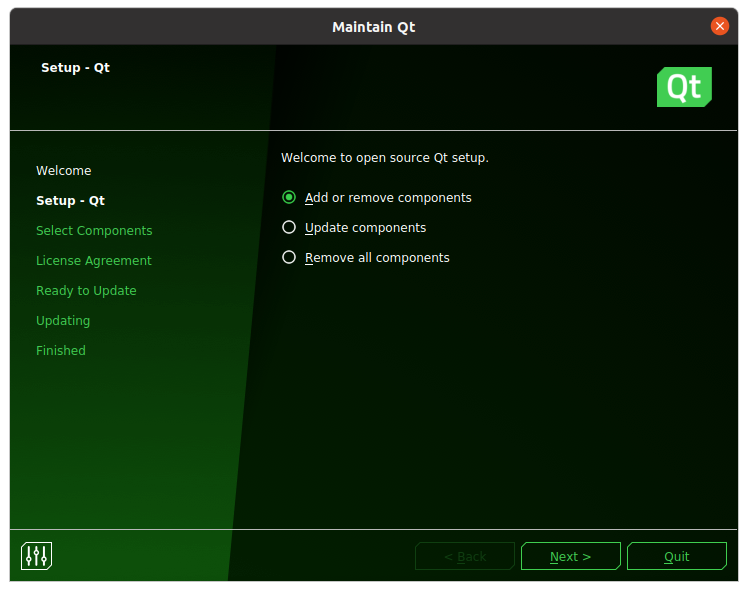 Maintain Qt
Setup - Qt
Qt
Welcome
Setup - Qt
Select Components
License Agreement
Ready to Update
Updating
Finished
Welcome to open source Qt setup.
Add or remove components
Update components
Remove all components
< Back
Next >
Quit